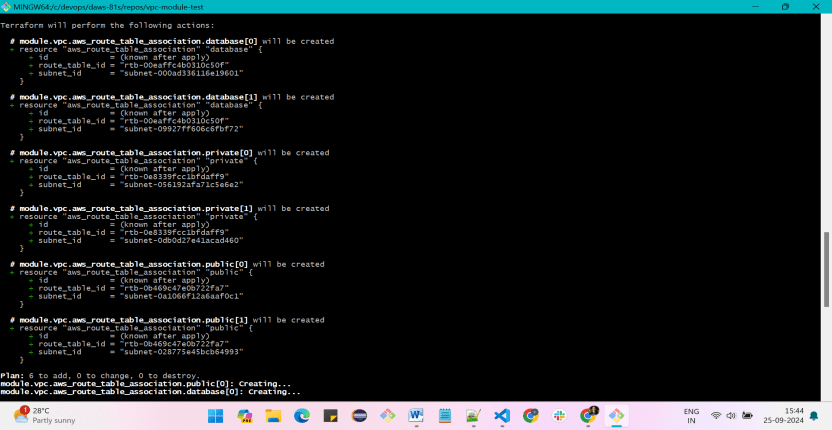 MINGW64:/c/devops/daws-81s/repos/vpc-module-test
Terraform will perform the following actions:
# module.vpc.aws_route_table_association.database[0] will be created
+ resource "aws_route_table_association" "database" {
+ id = (known after apply)
+ route_table_id = "rtb-00eaffc4b0310c50f"
+ subnet_id = "subnet-000ad336116e19601"
}
# module.vpc.aws_route_table_association.database[1] will be created
+ resource "aws_route_table_association" "database" {
+ id = (known after apply)
+ route_table_id = "rtb-00eaffc4b0310c50f"
+ subnet_id = "subnet-09927ff606c6fbf72"
}
# module.vpc.aws_route_table_association.private[0] will be created
+ resource "aws_route_table_association" "private" {
+ id = (known after apply)
+ route_table_id = "rtb-0e8339fcc1bfdaff9"
+ subnet_id = "subnet-056192afa71c5e6e2"
}
# module.vpc.aws_route_table_association.private[1] will be created
+ resource "aws_route_table_association" "private" {
+ id = (known after apply)
+ route_table_id = "rtb-0e8339fcc1bfdaff9"
+ subnet_id = "subnet-0db0d27e41acad460"
}
# module.vpc.aws_route_table_association.public[0] will be created
+ resource "aws_route_table_association" "public" {
+ id = (known after apply)
+ route_table_id = "rtb-0b469c47e0b722fa7"
+ subnet_id = "subnet-0a1066f12a6aaf0c1"
}
# module.vpc.aws_route_table_association.public[1] will be created
+ resource "aws_route_table_association" "public" {
+ id = (known after apply)
+ route_table_id = "rtb-0b469c47e0b722fa7"
+ subnet_id = "subnet-028775e45bcb64993"
}
Plan: 6 to add, 0 to change, 0 to destroy.
module.vpc.aws_route_table_association.public[0]: Creating...
module.vpc.aws_route_table_association.database[0]: Creating...
1
28°C
Partly sunny
ENG
IN
15:44
25-09-2024